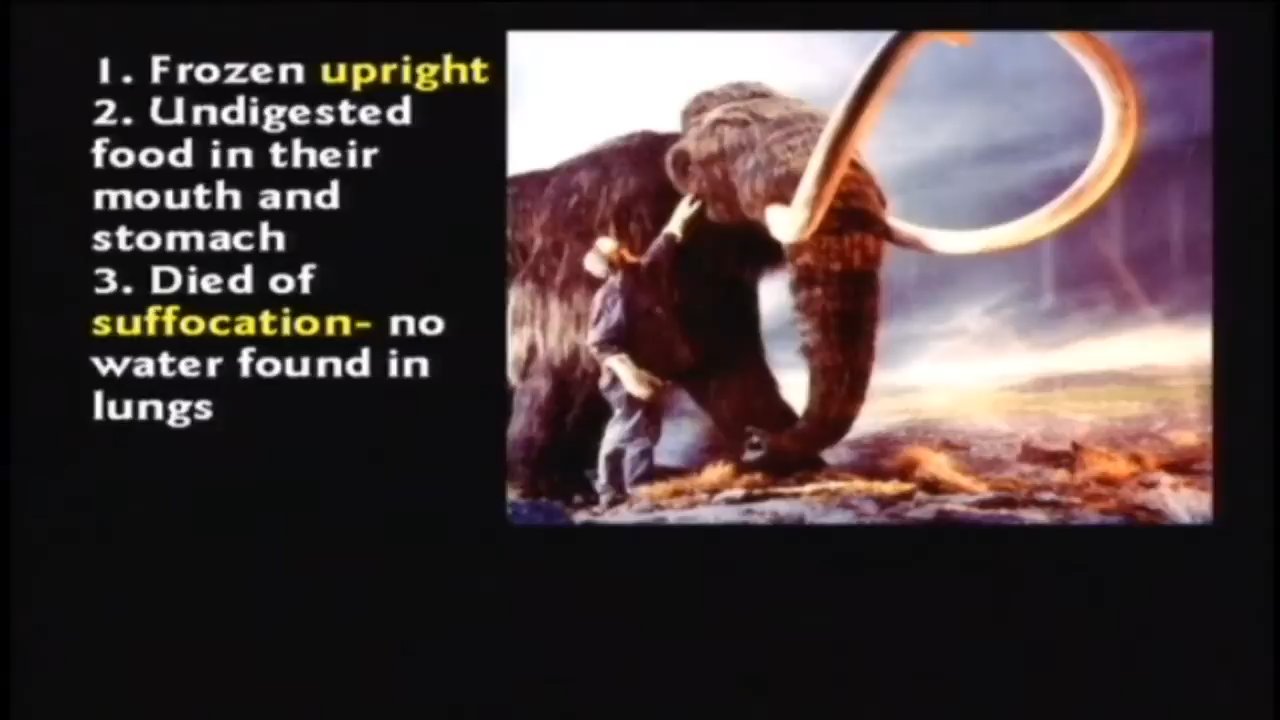 1. Frozen upright
2. Undigested
food in their
mouth and
stomach
3. Died of
suffocation- no
water found in
lungs